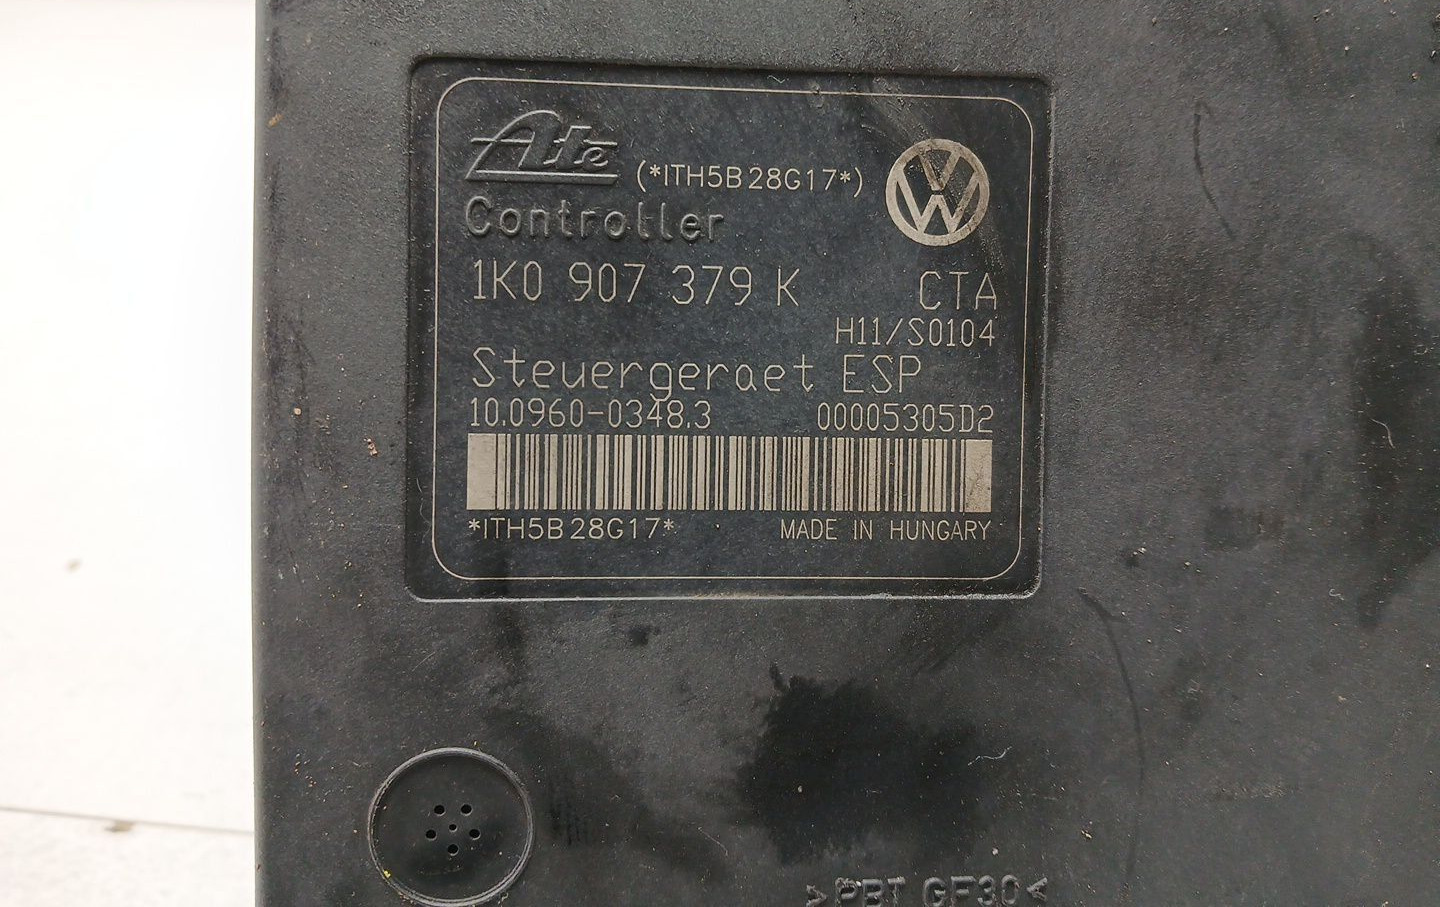 Ate (*ITH5B28G17*)
Controller
1K0 907 379 K CTA
H11/S0104
Steuergeraet ESP
10.0960-0348.3 00005305D2
*ITH5B28G17* MADE IN HUNGARY
>PBT GF30<